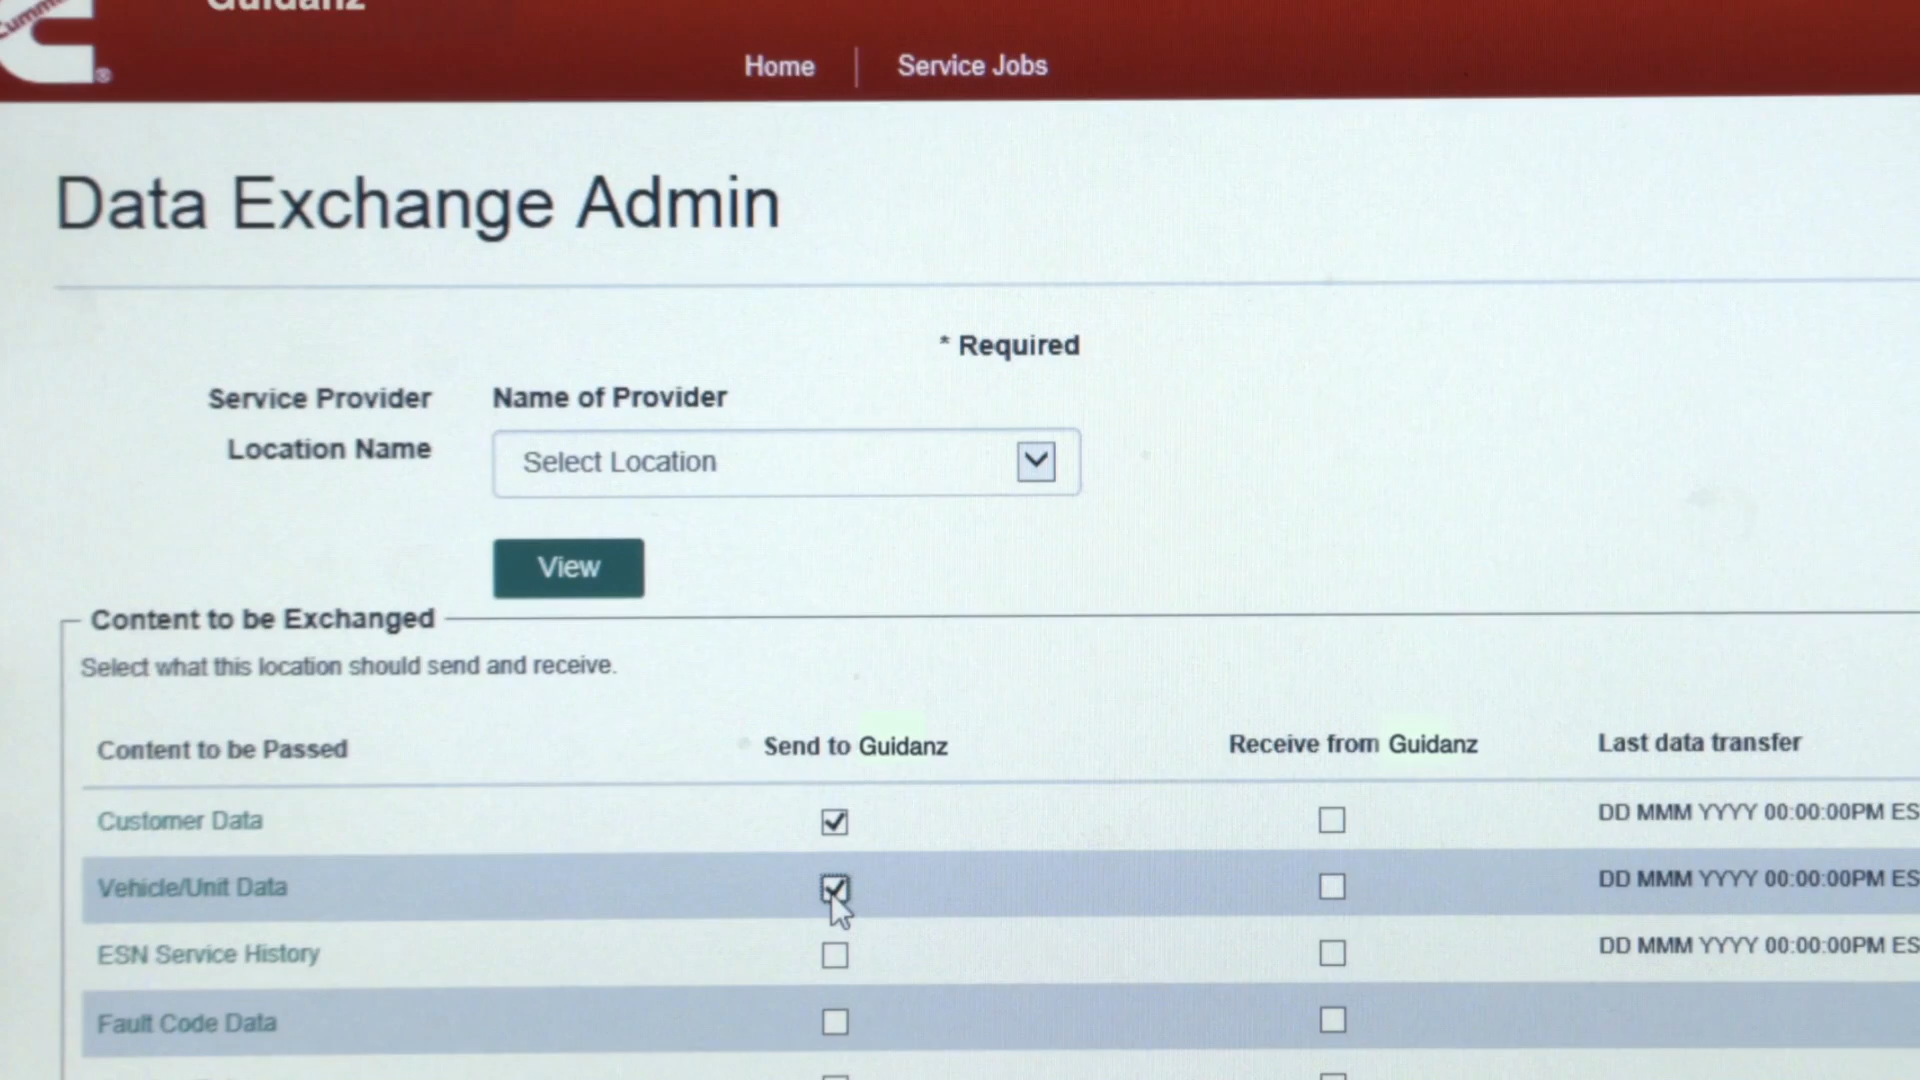 Cummins
Guidanz
®
Home
Service Jobs
Data Exchange Admin
* Required
Service Provider
Name of Provider
Location Name
Select Location
View
Content to be Exchanged
Select what this location should send and receive.
Content to be Passed
Send to Guidanz
Receive from Guidanz
Last data transfer
Customer Data
DD MMM YYYY 00:00:00PM ES
Vehicle/Unit Data
DD MMM YYYY 00:00:00PM ES
ESN Service History
DD MMM YYYY 00:00:00PM ES
Fault Code Data